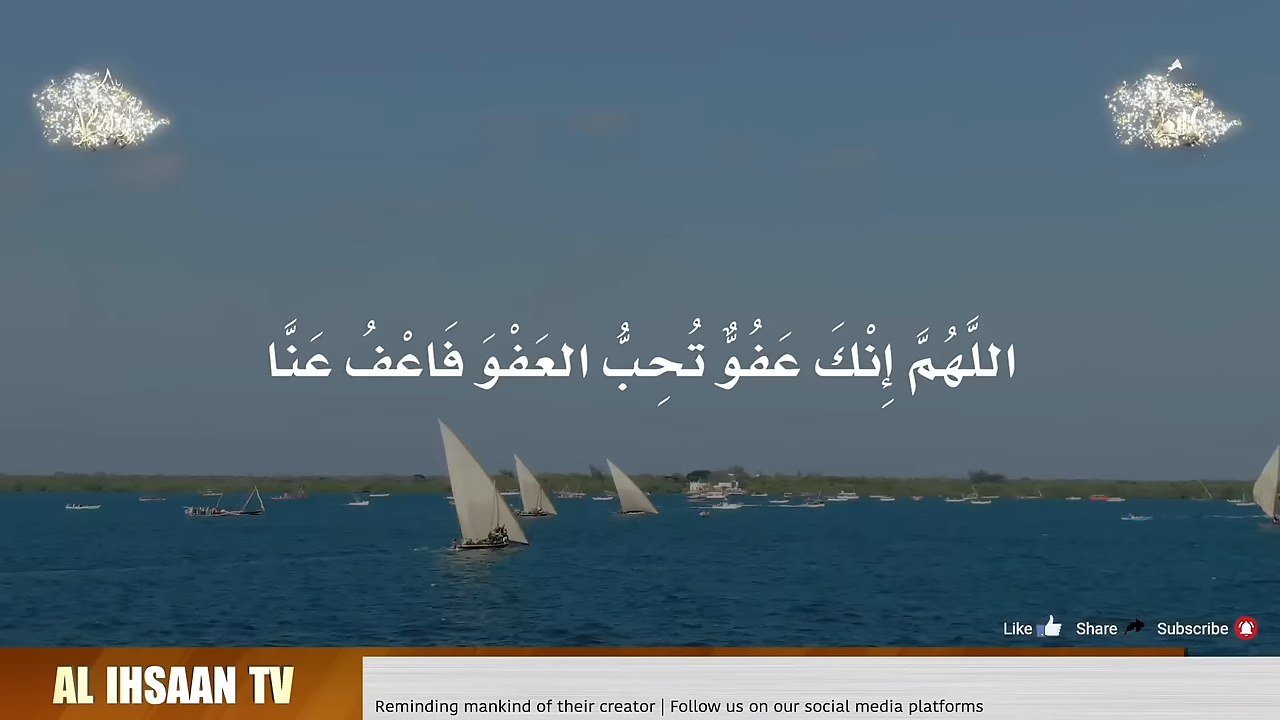 اللَّهُمَّ إِنْكَ عَفُوٌّ تُحِبُّ العَفْوَ فَاعْفُ عَنَّا
Like Share Subscribe
AL IHSAAN TV
Reminding mankind of their creator | Follow us on our social media platforms